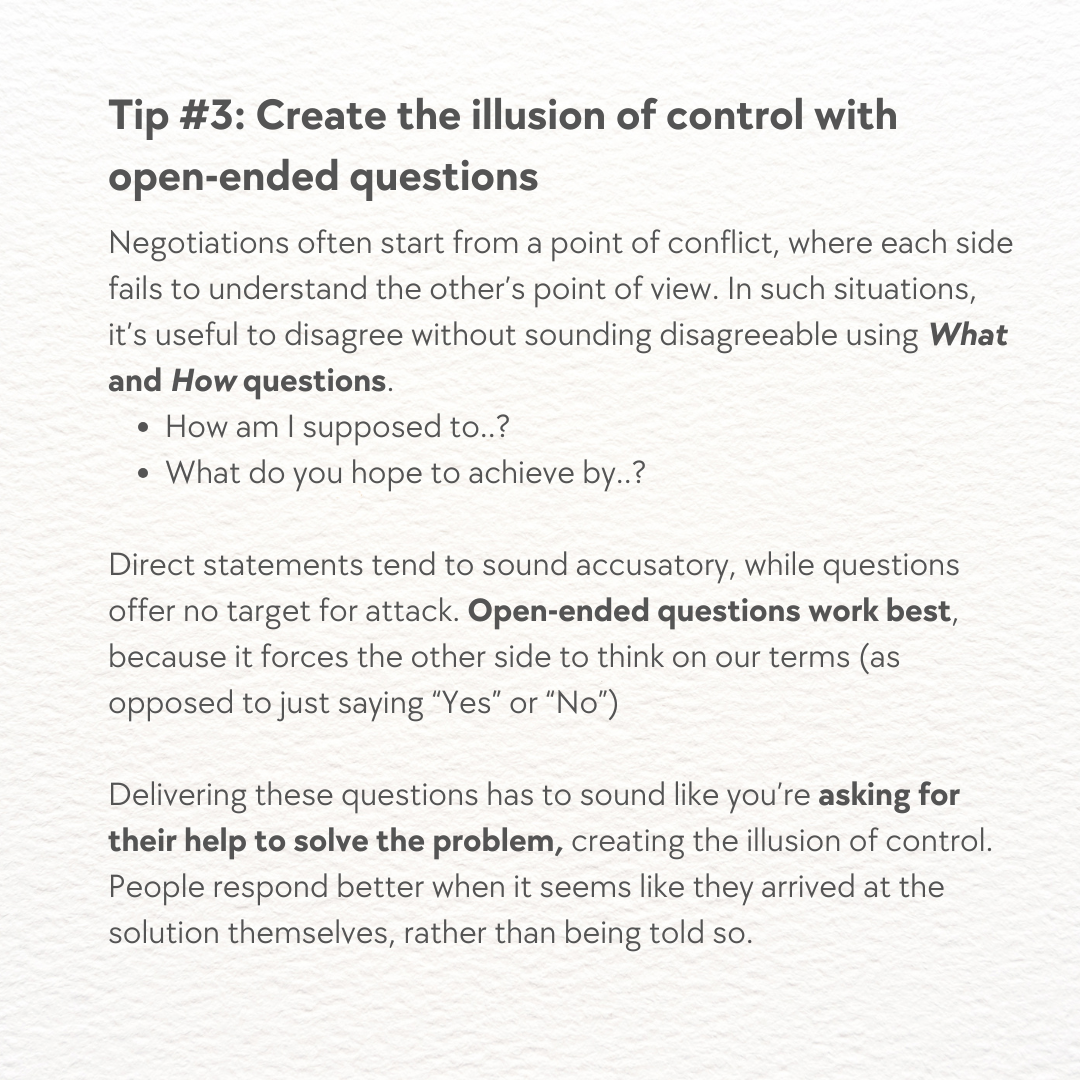 Tip #3: Create the illusion of control with
open-ended questions
Negotiations often start from a point of conflict, where each side
fails to understand the other's point of view. In such situations,
it's useful to disagree without sounding disagreeable using What
and How questions.
• How am I supposed to..?
• What do you hope to achieve by..?
Direct statements tend to sound accusatory, while questions
offer no target for attack. Open-ended questions work best,
because it forces the other side to think on our terms (as
opposed to just saying “Yes” or “No”)
Delivering these questions has to sound like you're asking for
their help to solve the problem, creating the illusion of control.
People respond better when it seems like they arrived at the
solution themselves, rather than being told so.